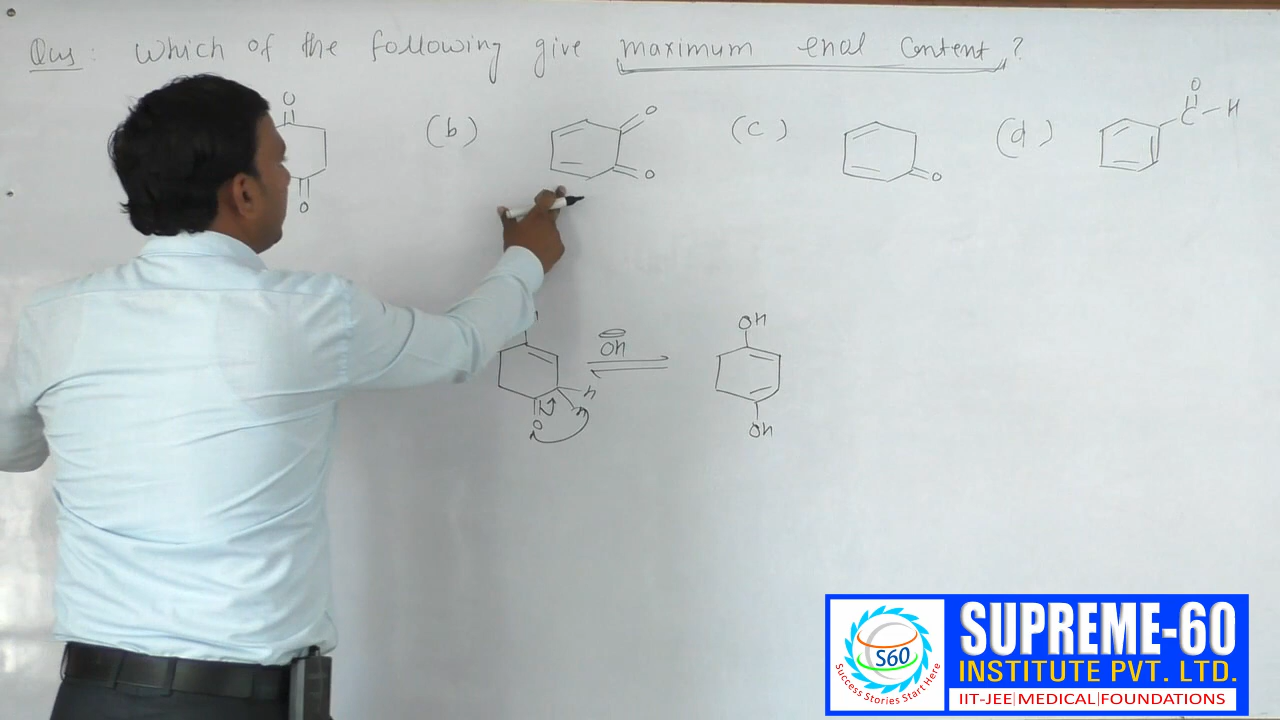 Qus : Which of the following give maximum enol content ?
O
O
(b)
O
O
(c)
O
(d)
O
C - H
OH
OH
H
H
O
OH
SUPREME-60
INSTITUTE PVT. LTD.
IIT-JEE|MEDICAL|FOUNDATIONS
S60
Success Stories Start Here